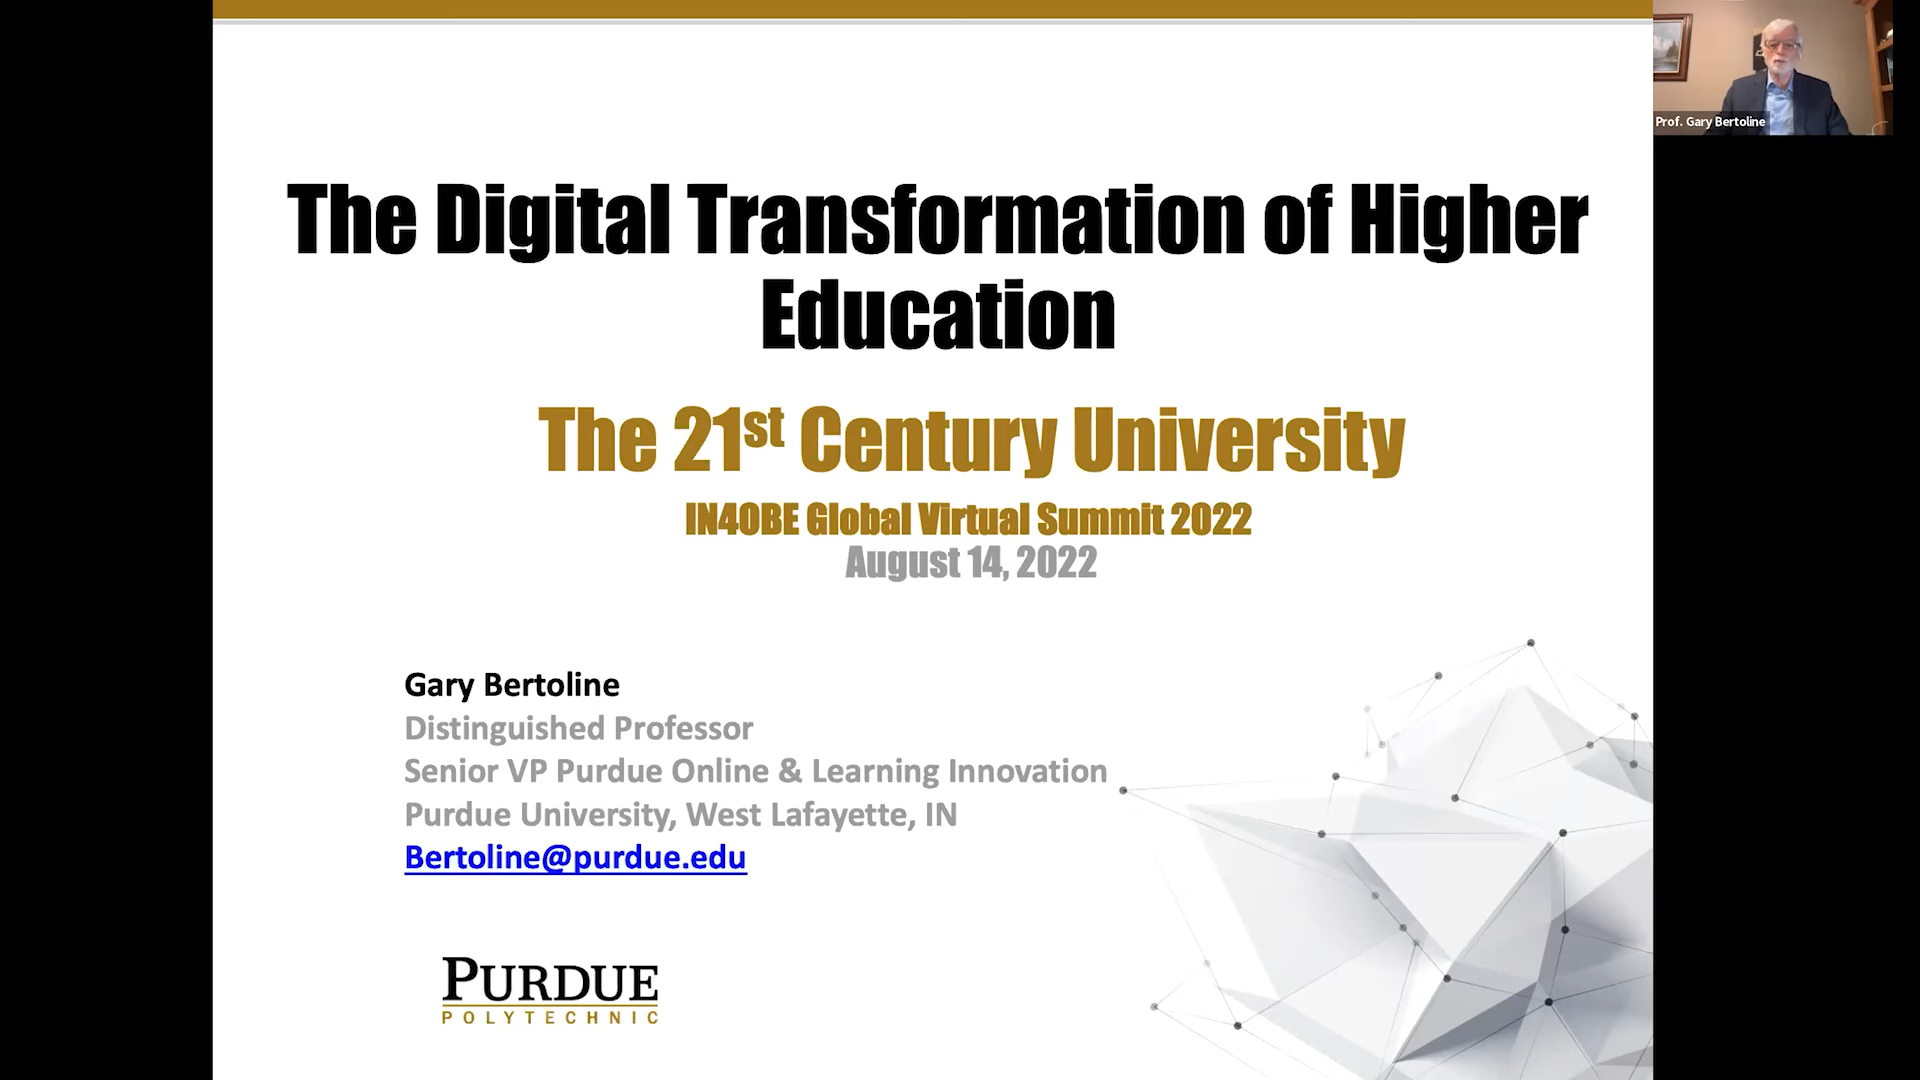 The Digital Transformation of Higher
Education
The 21st Century University
IN4OBE Global Virtual Summit 2022
August 14, 2022
Gary Bertoline
Distinguished Professor
Senior VP Purdue Online & Learning Innovation
Purdue University, West Lafayette, IN
Bertoline@purdue.edu
PURDUE
POLYTECHNIC
Prof. Gary Bertoline